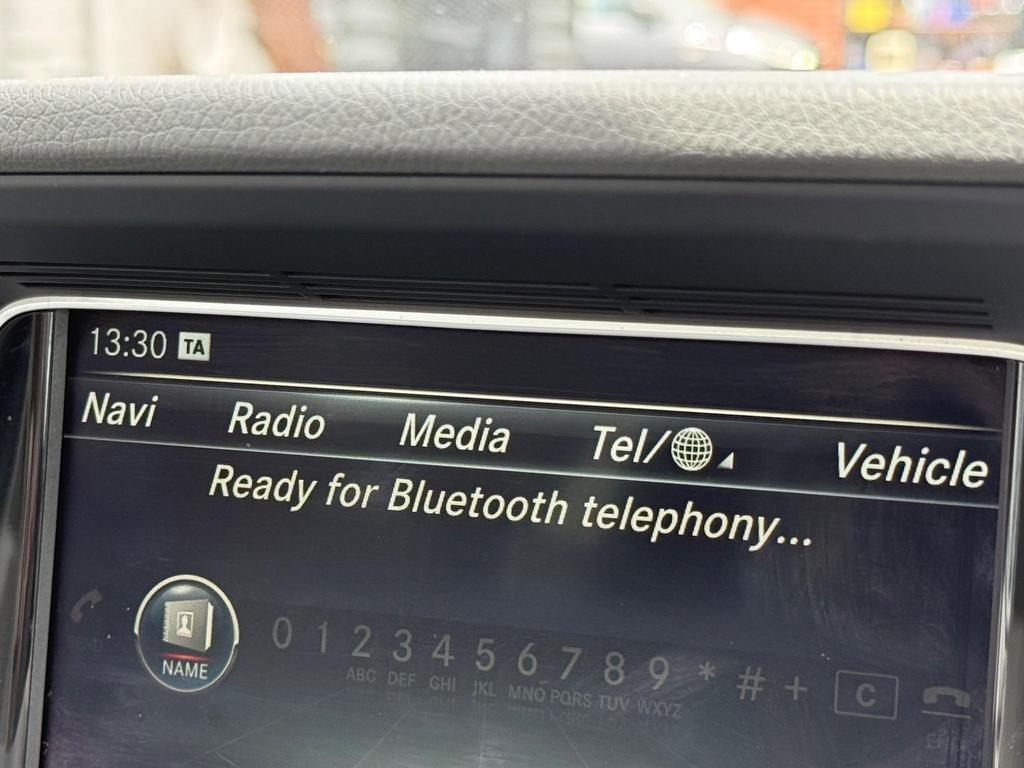 13:30 TA
Navi Radio Media Tel/ Vehicle
Ready for Bluetooth telephony...
NAME
0 1 2 3 4 5 6 7 8 9 * # + C
ABC DEF GHI JKL MNO PQRS TUV WXYZ